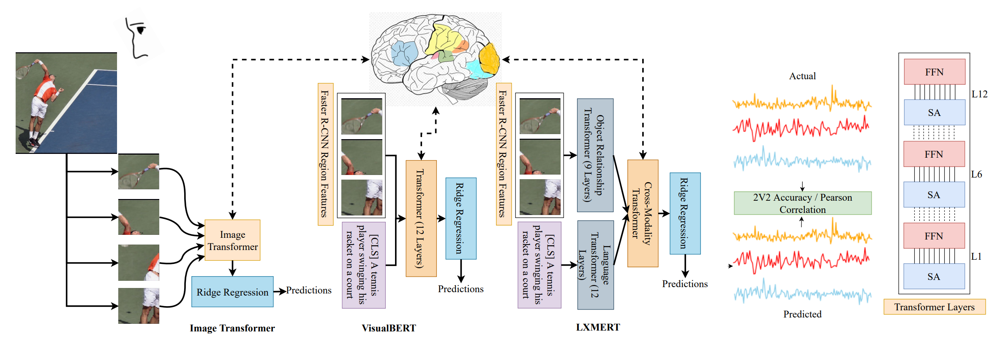 Image
Transformer
Ridge Regression
Predictions
Image Transformer
Faster R-CNN Region Features
[CLS] A tennis
player swinging his
racket on a court
Transformer (12 Layers)
Ridge Regression
Predictions
VisualBERT
Faster R-CNN Region Features
Object Relationship
Transformer (9 Layers)
[CLS] A tennis
player swinging his
racket on a court
Language
Transformer (12
Layers)
Cross-Modality
Transformer
Ridge Regression
Predictions
LXMERT
Actual
2V2 Accuracy / Pearson
Correlation
Predicted
FFN
L12
SA
FFN
L6
SA
FFN
L1
SA
Transformer Layers